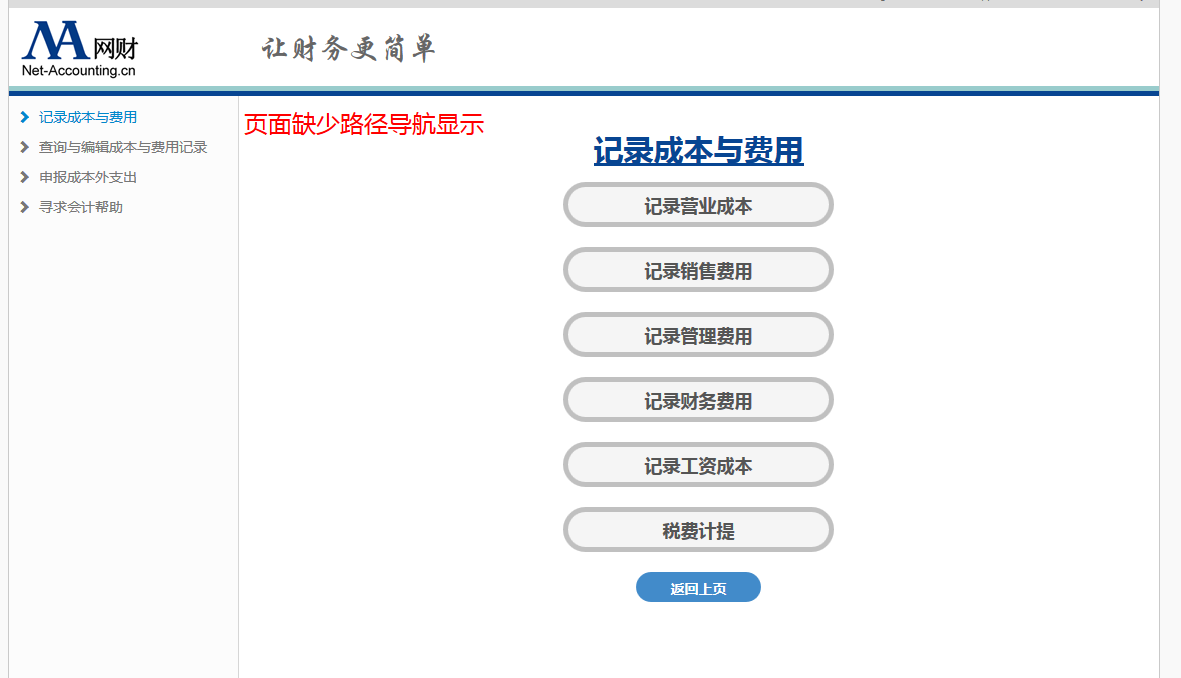 网财
Net-Accounting.cn
让财务更简单
记录成本与费用
查询与编辑成本与费用记录
申报成本外支出
寻求会计帮助
页面缺少路径导航显示
记录成本与费用
记录营业成本
记录销售费用
记录管理费用
记录财务费用
记录工资成本
税费计提
返回上页